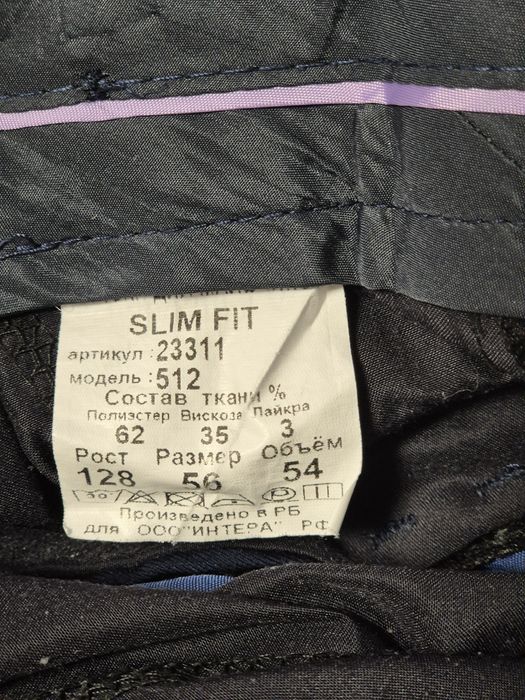 SLIM FIT
артикул :23311
модель :512
Состав ткани %
Полиэстер Вискоза Лайкра
62 35 3
Рост Размер Объём
128 56 54
30°
Произведено в РБ
для ООО"ИНТЕРА" РФ